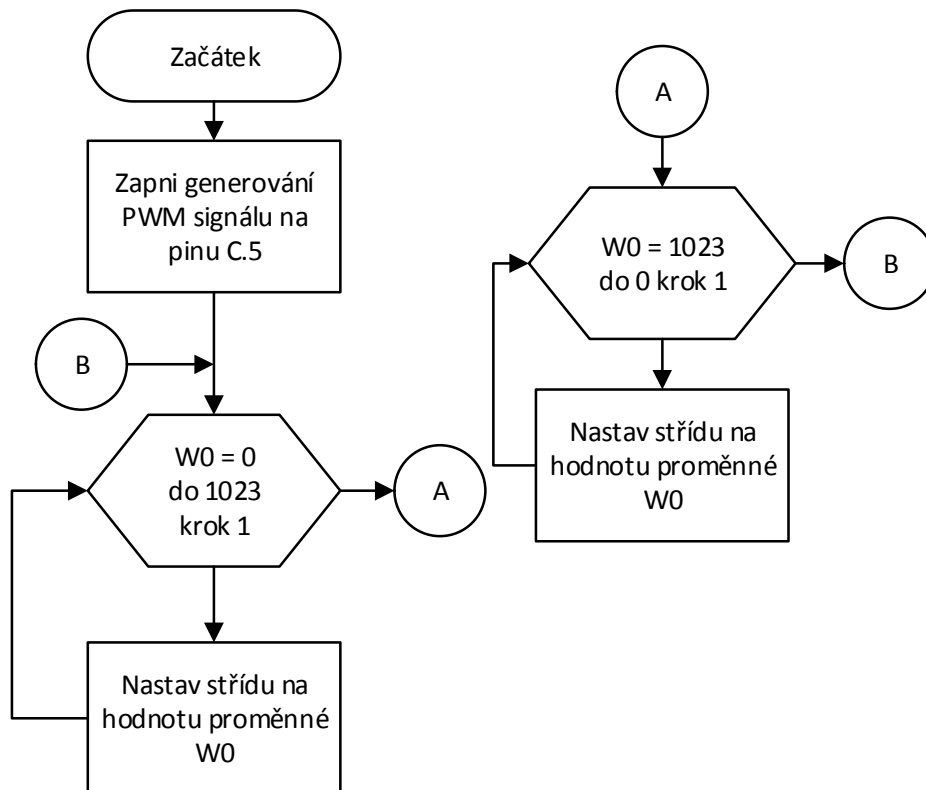 Začátek
Zapni generování
PWM signálu na
pinu C.5
B
W0 = 0
do 1023
krok 1
A
Nastav střídu na
hodnotu proměnné
W0
A
W0 = 1023
do 0 krok 1
B
Nastav střídu na
hodnotu proměnné
W0